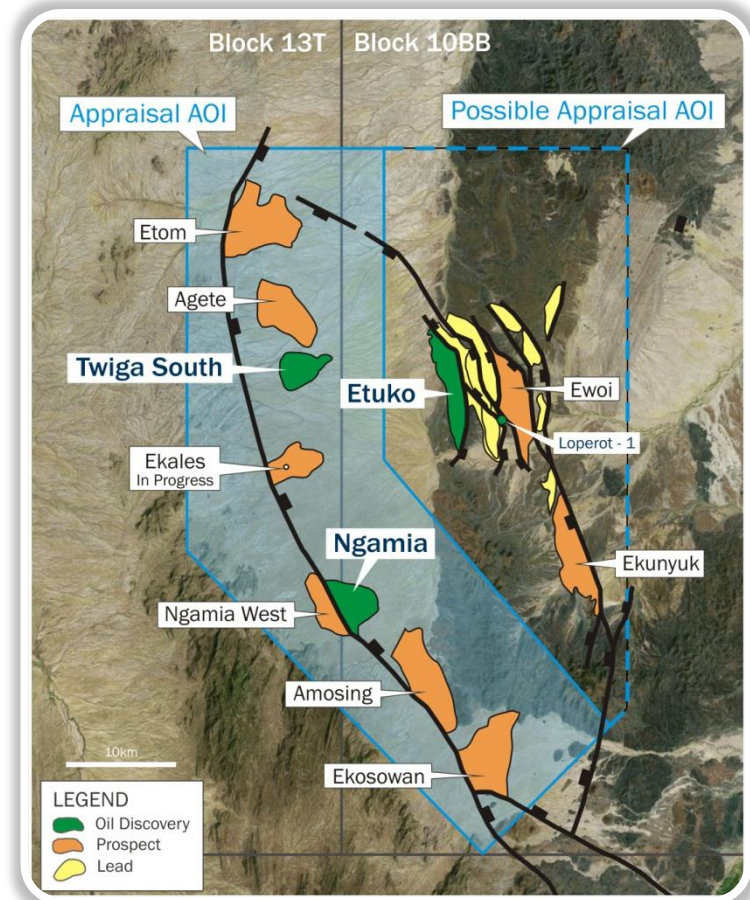 Block 13T
Block 10BB
Appraisal AOI
Possible Appraisal AOI
Etom
Agete
Twiga South
Etuko
Ewoi
Loperot - 1
Ekales
In Progress
Ngamia
Ekunyuk
Ngamia West
Amosing
Ekosowan
10km
LEGEND
Oil Discovery
Prospect
Lead